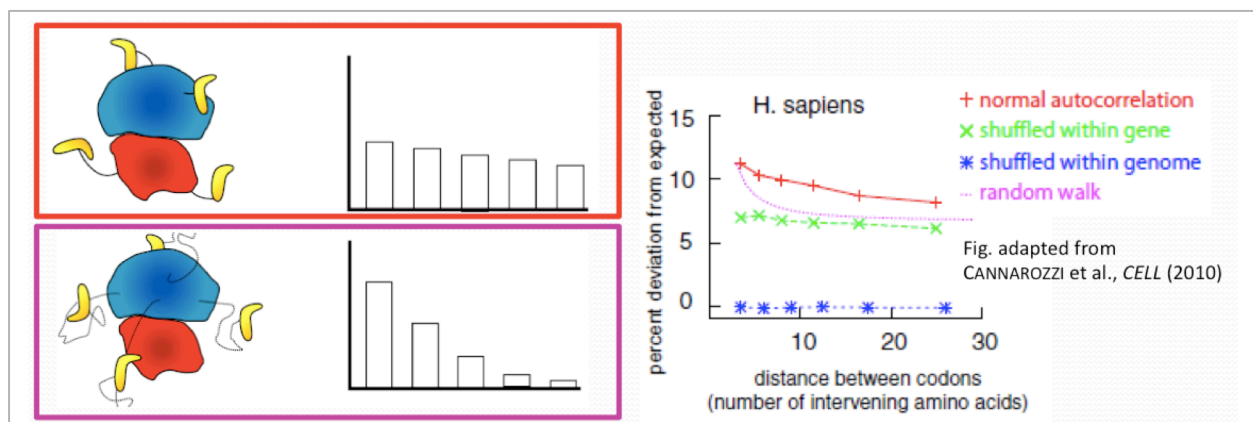 H. sapiens
percent deviation from expected
15
10
5
0
10
20
30
distance between codons
(number of intervening amino acids)
normal autocorrelation
shuffled within gene
shuffled within genome
random walk
Fig. adapted from
CANNAROZZI et al., CELL (2010)